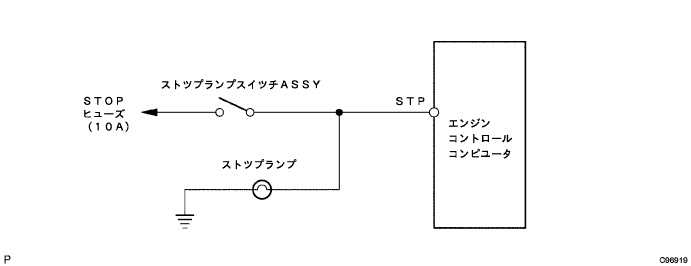 ストップランプスイッチＡＳＳＹ
ＳＴＯＰ
ヒューズ
（１０Ａ）
ＳＴＰ
エンジン
コントロール
コンピュータ
ストップランプ
P
C96919